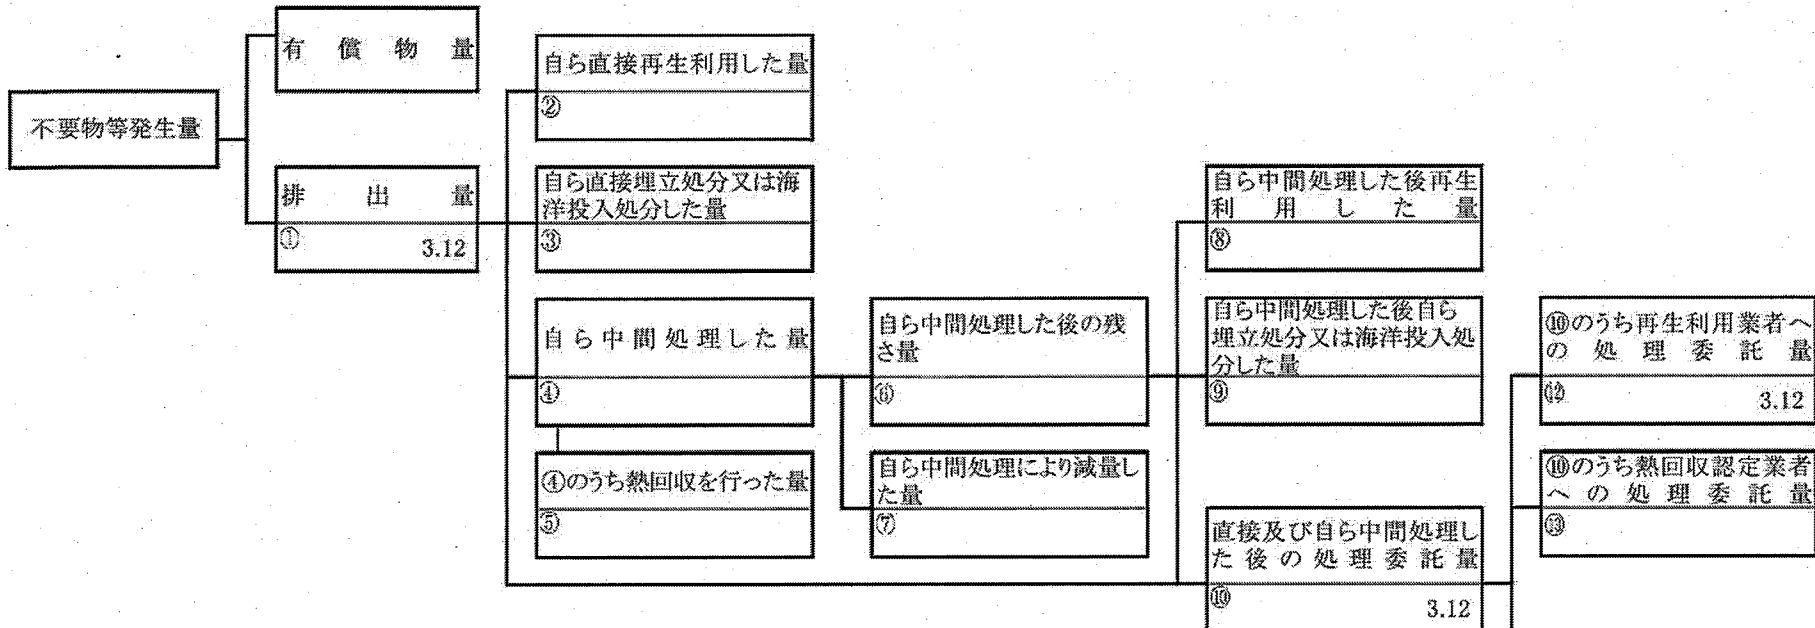 有償物量
不要物等発生量
排出量
① 3.12
自ら直接再生利用した量
②
自ら直接埋立処分又は海
洋投入処分した量
③
自ら中間処理した量
④
④のうち熱回収を行った量
⑤
自ら中間処理した後の残
さ量
⑥
自ら中間処理により減量し
た量
⑦
自ら中間処理した後再生
利用した量
⑧
自ら中間処理した後自ら
埋立処分又は海洋投入処
分した量
⑨
直接及び自ら中間処理し
た後の処理委託量
⑩ 3.12
⑩のうち再生利用業者へ
の処理委託量
⑫ 3.12
⑩のうち熱回収認定業者
への処理委託量
⑬